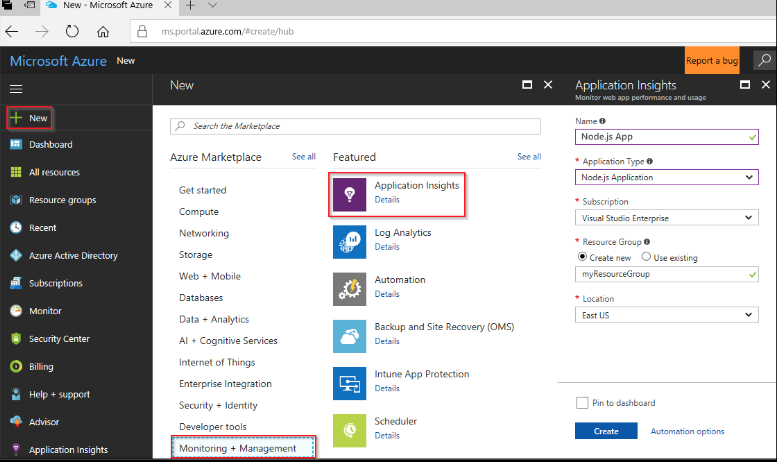 New - Microsoft Azure
ms.portal.azure.com/#create/hub
Microsoft Azure New
Report a bug
New
Dashboard
All resources
Resource groups
Recent
Azure Active Directory
Subscriptions
Monitor
Security Center
Billing
Help + support
Advisor
Application Insights
New
Search the Marketplace
Azure Marketplace See all
Get started
Compute
Networking
Storage
Web + Mobile
Databases
Data + Analytics
AI + Cognitive Services
Internet of Things
Enterprise Integration
Security + Identity
Developer tools
Monitoring + Management
Featured See all
Application Insights
Details
Log Analytics
Details
Automation
Details
Backup and Site Recovery (OMS)
Details
Intune App Protection
Details
Scheduler
Details
Application Insights
Monitor web app performance and usage
* Name
Node.js App
* Application Type
Node.js Application
* Subscription
Visual Studio Enterprise
* Resource Group
Create new Use existing
myResourceGroup
* Location
East US
Pin to dashboard
Create Automation options